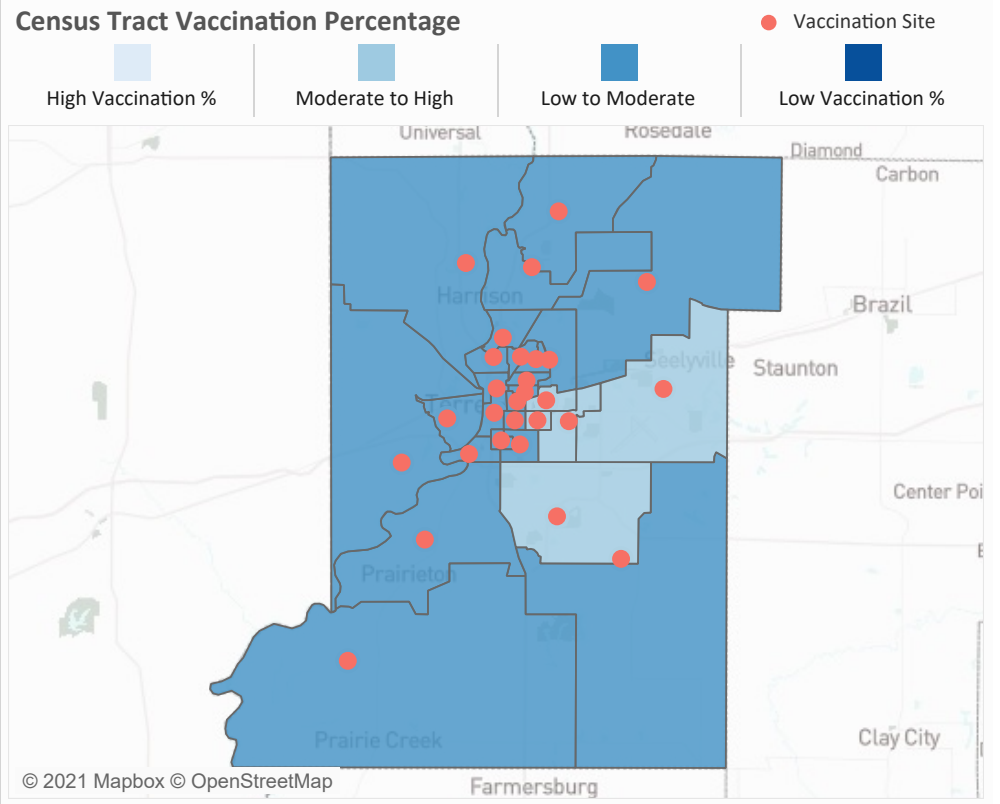 Census Tract Vaccination Percentage
Vaccination Site
High Vaccination %
Moderate to High
Low to Moderate
Low Vaccination %
Universal
Rosedale
Diamond
Carbon
Harrison
Brazil
Seelyville
Staunton
Terre
Center Poi
Prairieton
Prairie Creek
Clay City
© 2021 Mapbox © OpenStreetMap
Farmersburg